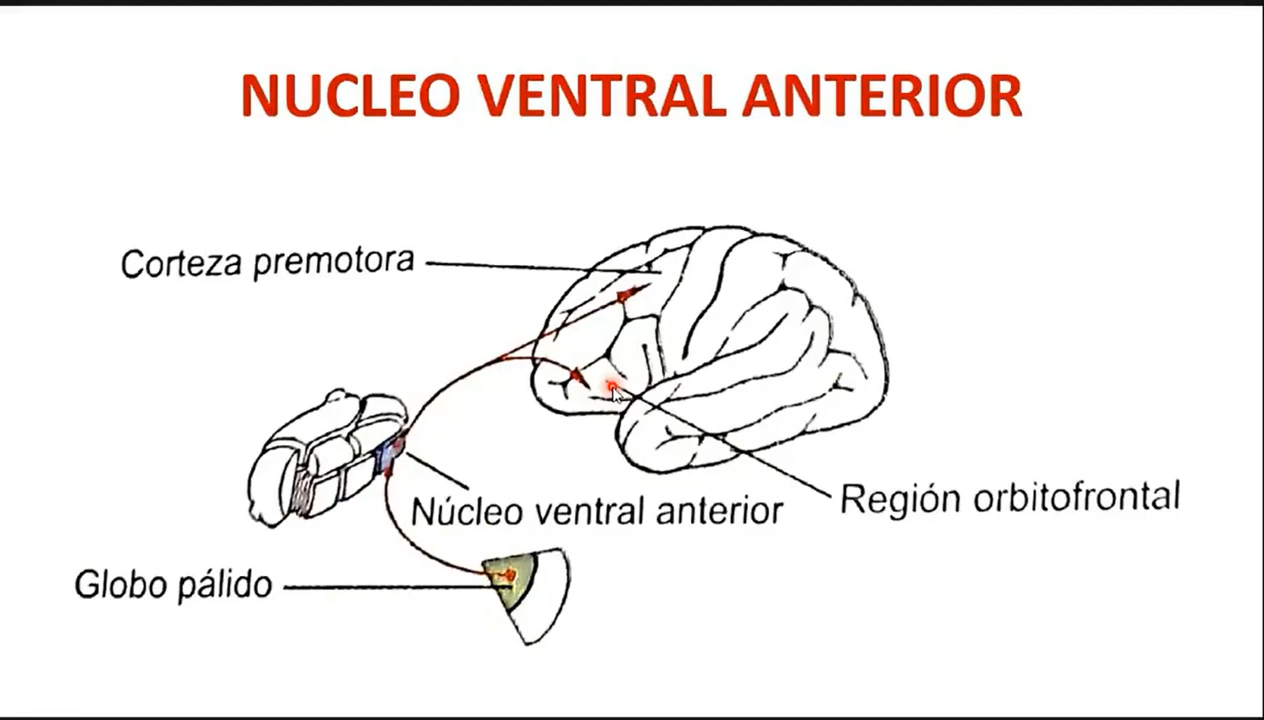 NUCLEO VENTRAL ANTERIOR
Corteza premotora
Región orbitofrontal
Núcleo ventral anterior
Globo pálido